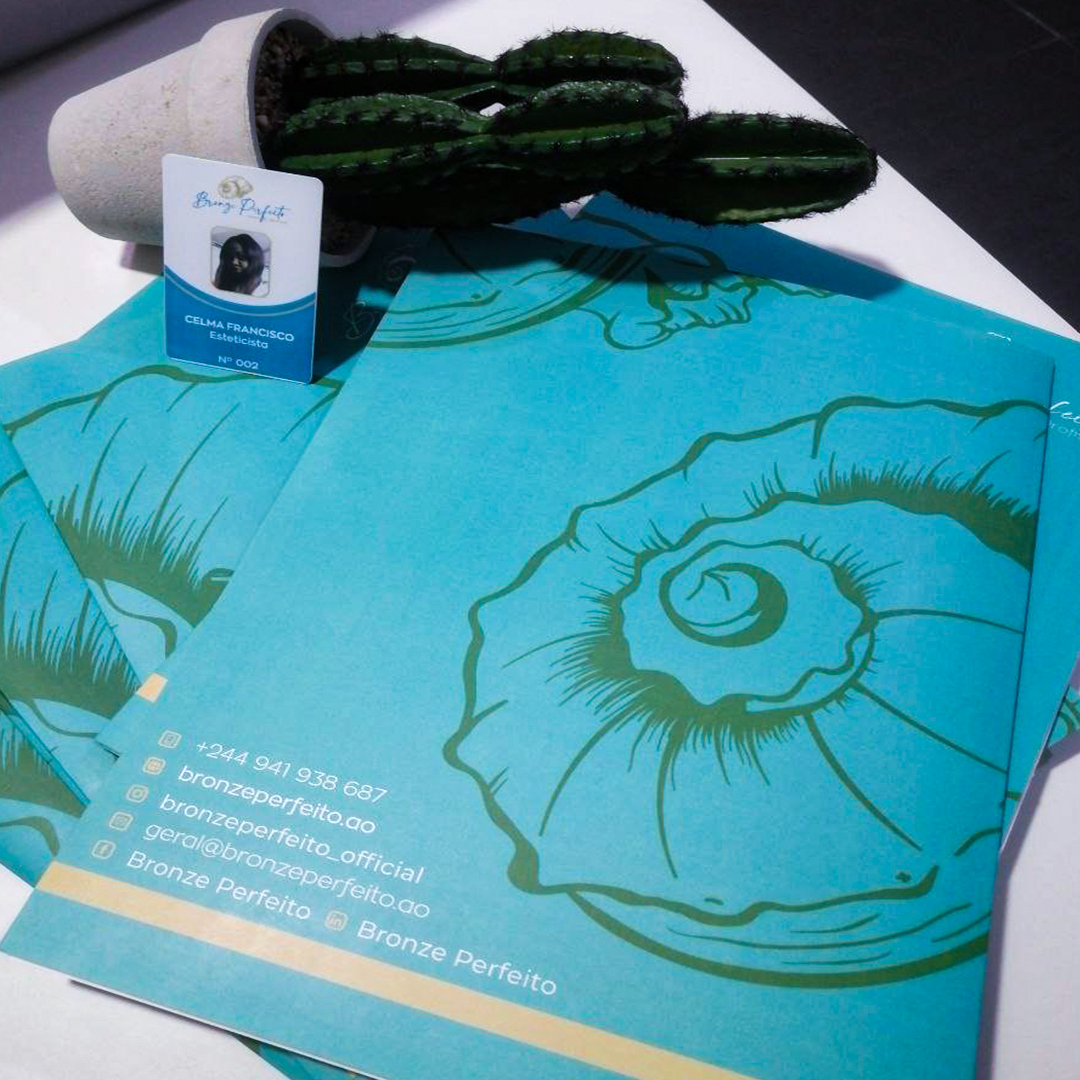 Bronze Perfeito
CELMA FRANCISCO
Esteticista
Nº 002
+244 941 938 687
bronzeperfeito.ao
bronzeperfeito_official
geral@bronzeperfeito.ao
Bronze Perfeito in Bronze Perfeito